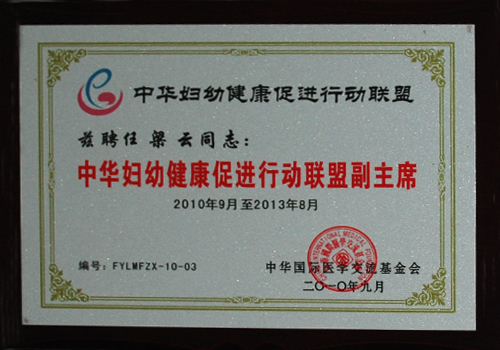 中华妇幼健康促进行动联盟
兹聘任 梁云同志：
中华妇幼健康促进行动联盟副主席
2010年9月至2013年8月
编号：FYLMFZX-10-03
中华国际医学交流基金会
二〇一〇年九月